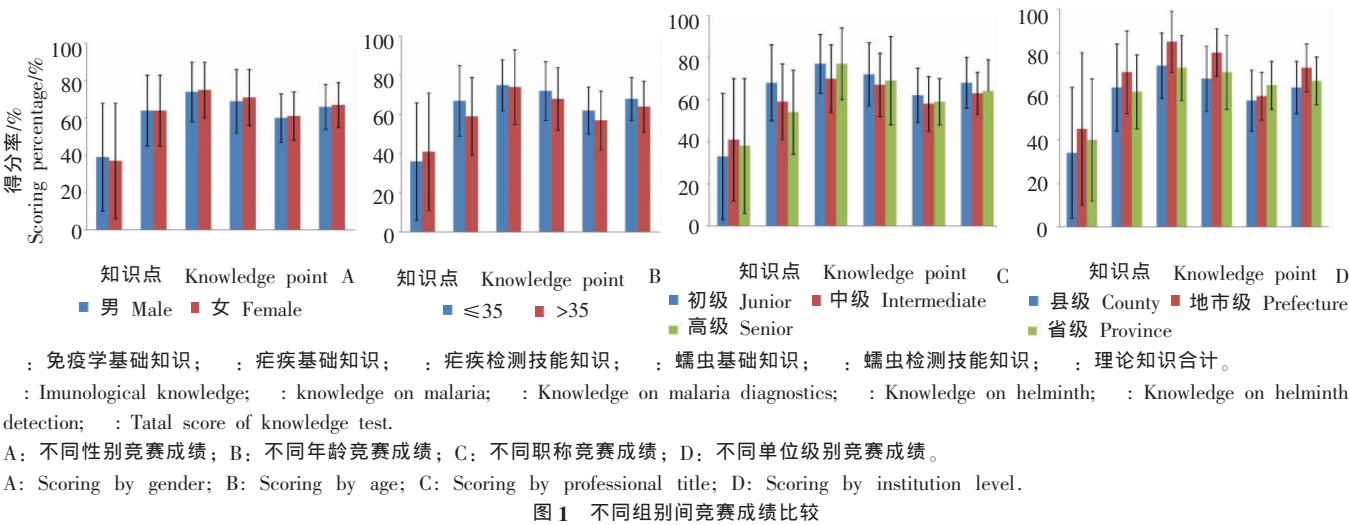 得分率/%
Scoring percentage/%
100
80
60
40
20
0
知识点 Knowledge point A
男 Male 女 Female
100
80
60
40
20
0
知识点 Knowledge point B
≤35 >35
100
80
60
40
20
0
知识点 Knowledge point C
初级 Junior 中级 Intermediate
高级 Senior
100
80
60
40
20
0
知识点 Knowledge point D
县级 County 地市级 Prefecture
省级 Province
：免疫学基础知识； ：疟疾基础知识； ：疟疾检测技能知识； ：蠕虫基础知识； ：蠕虫检测技能知识； ：理论知识合计。
: Imunological knowledge; : knowledge on malaria; : Knowledge on malaria diagnostics; : Knowledge on helminth; : Knowledge on helminth
detection; : Tatal score of knowledge test.
A：不同性别竞赛成绩；B：不同年龄竞赛成绩；C：不同职称竞赛成绩；D：不同单位级别竞赛成绩。
A: Scoring by gender; B: Scoring by age; C: Scoring by professional title; D: Scoring by institution level.
图 1 不同组别间竞赛成绩比较